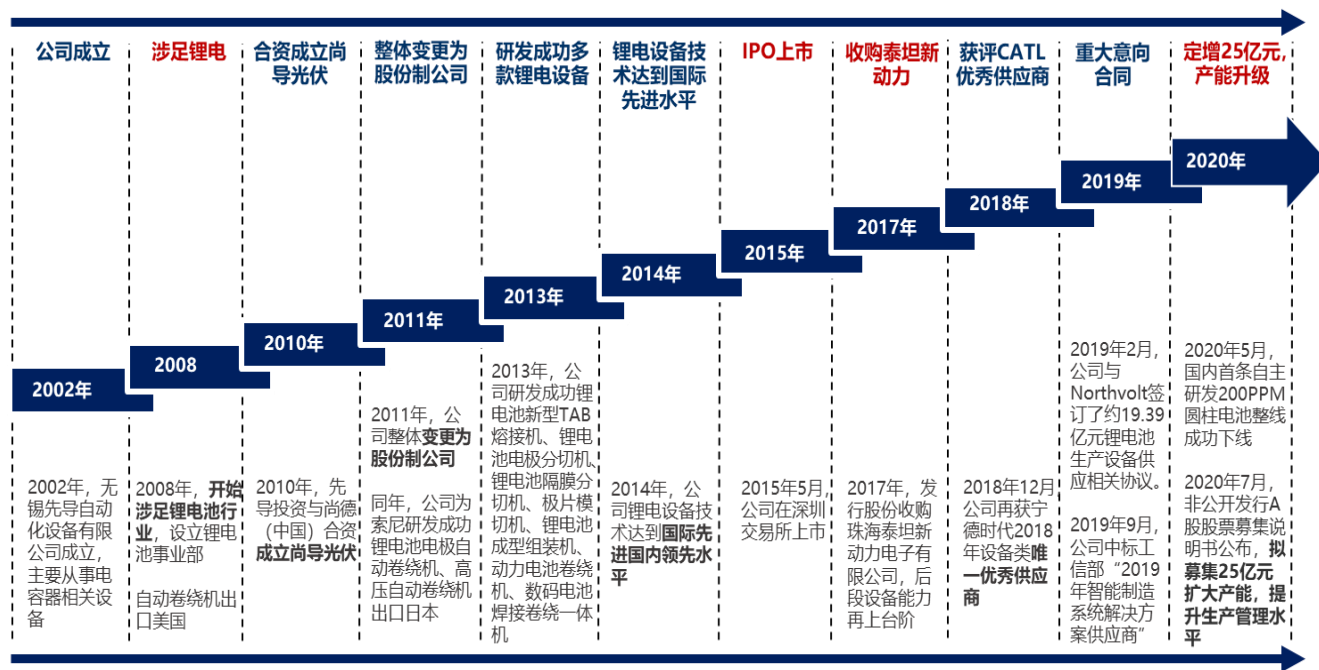 公司成立
涉足锂电
合资成立尚
导光伏
整体变更为
股份制公司
研发成功多
款锂电设备
锂电设备技
术达到国际
先进水平
IPO上市
收购泰坦新
动力
获评CATL
优秀供应商
重大意向
合同
定增25亿元,
产能升级
2002年
2008
2010年
2011年
2013年
2014年
2015年
2017年
2018年
2019年
2020年
2002年，无
锡先导自动
化设备有限
公司成立，
主要从事电
容器相关设
备
2008年，开始
涉足锂电池行
业，设立锂电
池事业部
自动卷绕机出
口美国
2010年，先
导投资与尚德
（中国）合资
成立尚导光伏
2011年，公
司整体变更为
股份制公司
同年，公司为
索尼研发成功
锂电池电极自
动卷绕机、高
压自动卷绕机
出口日本
2013年，公
司研发成功锂
电池新型TAB
熔接机、锂电
池电极分切机、
锂电池隔膜分
切机、极片模
切机、锂电池
成型组装机、
动力电池卷绕
机、数码电池
焊接卷绕一体
机
2014年，公
司锂电设备技
术达到国际先
进国内领先水
平
2015年5月,
公司在深圳
交易所上市
2017年，发
行股份收购
珠海泰坦新
动力电子有
限公司，后
段设备能力
再上台阶
2018年12月
公司再获宁
德时代2018
年设备类唯
一优秀供应
商
2019年2月，
公司与
Northvolt签
订了约19.39
亿元锂电池
生产设备供
应相关协议。
2019年9月，
公司中标工
信部“2019
年智能制造
系统解决方
案供应商”
2020年5月，
国内首条自主
研发200PPM
圆柱电池整线
成功下线
2020年7月，
非公开发行A
股股票募集说
明书公布，拟
募集25亿元
扩大产能，提
升生产管理水
平